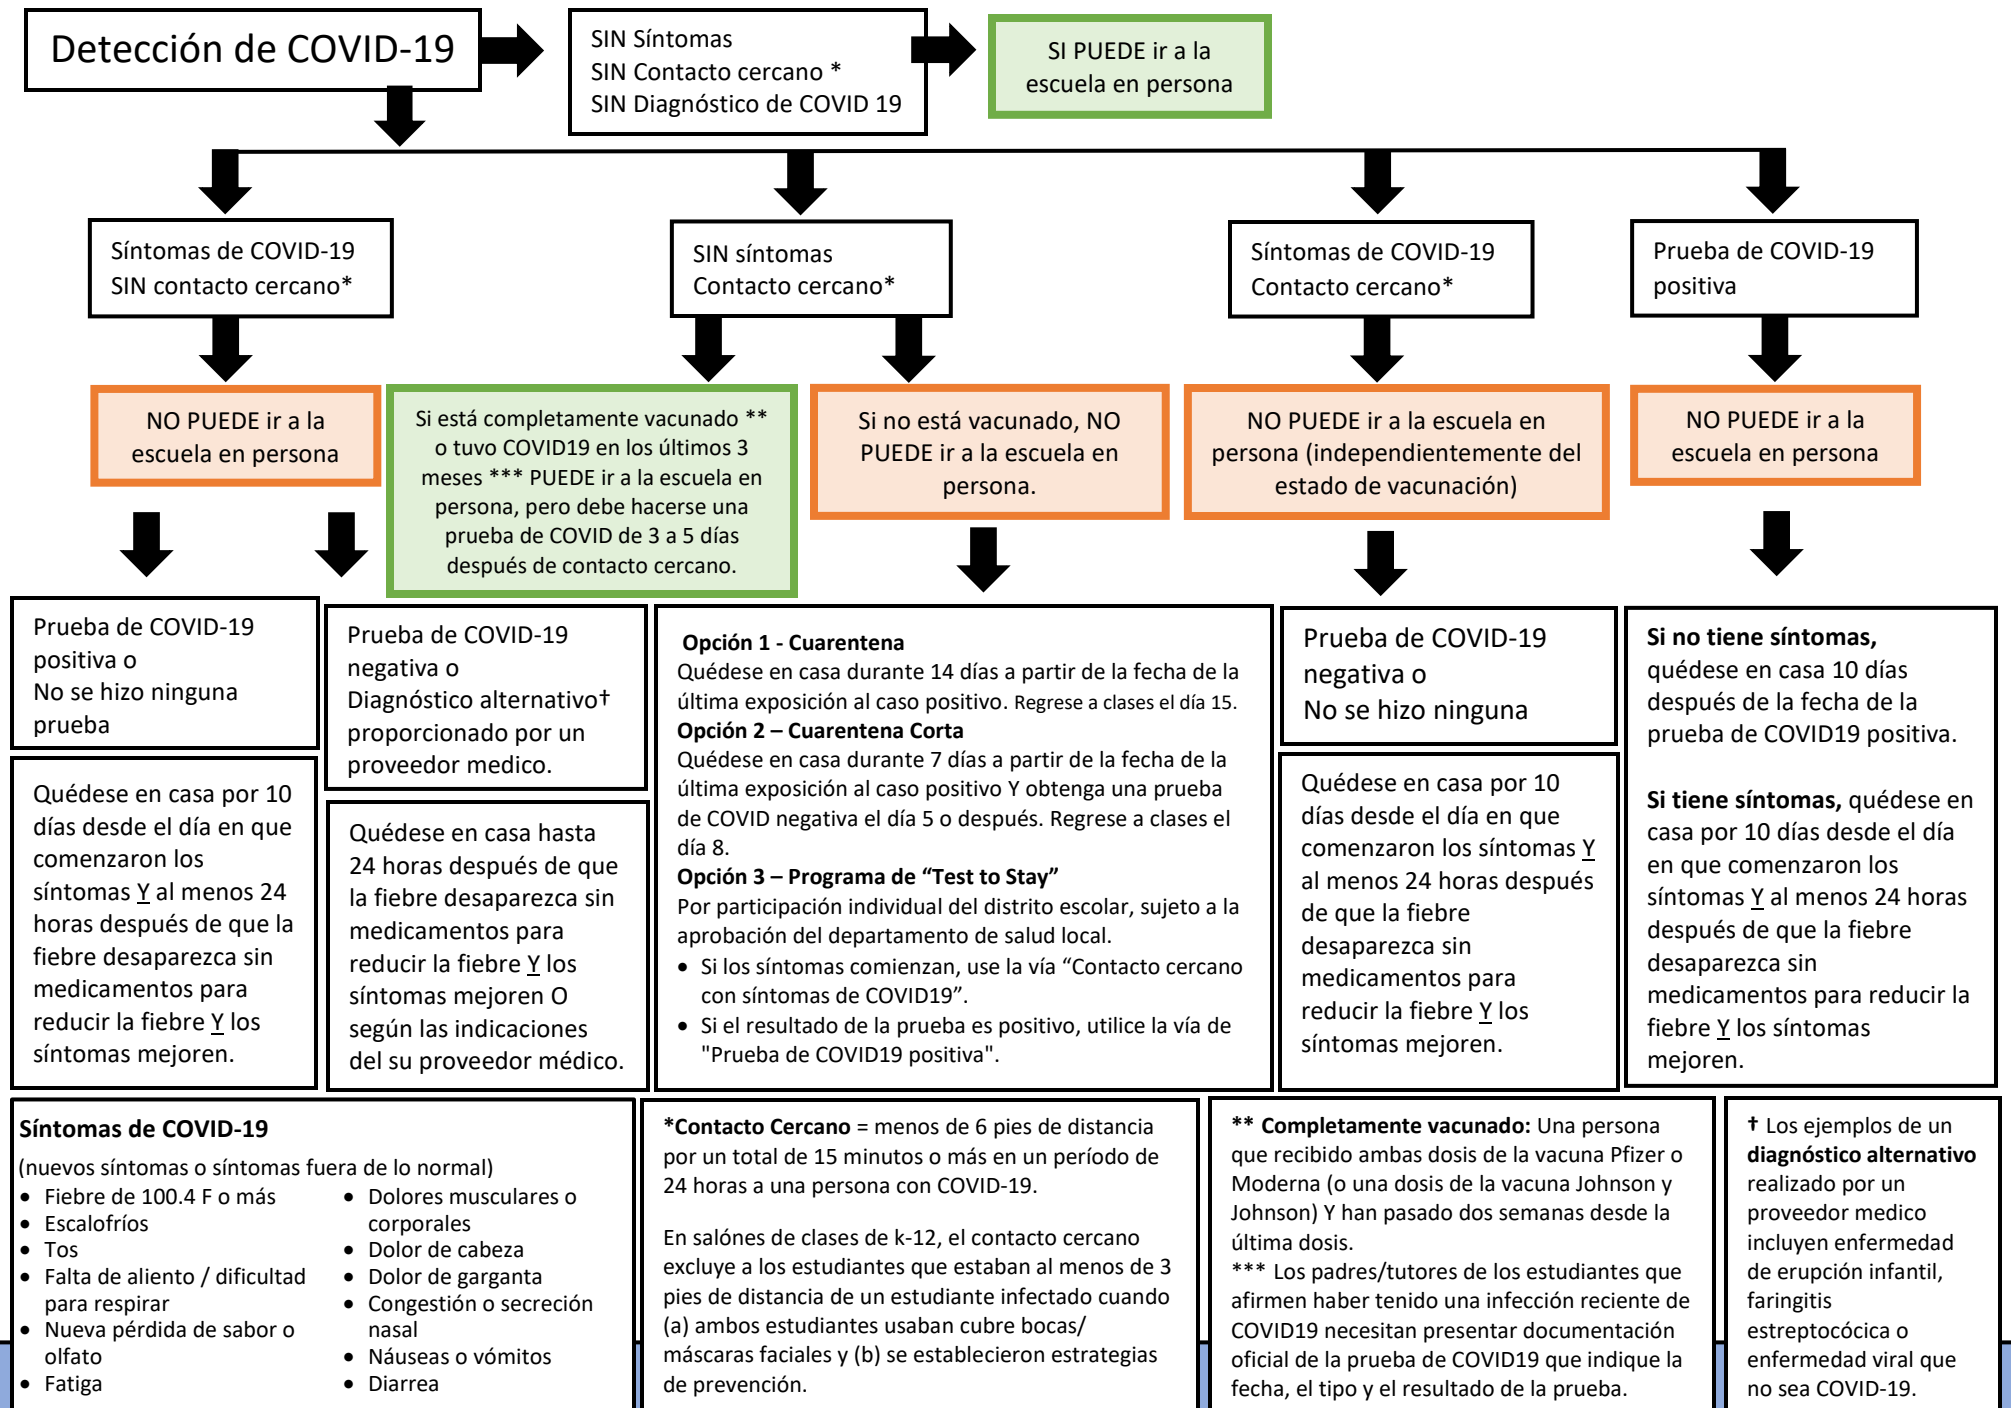 Detección de COVID-19
SIN Síntomas
SIN Contacto cercano *
SIN Diagnóstico de COVID 19
SI PUEDE ir a la
escuela en persona
Síntomas de COVID-19
SIN contacto cercano*
SIN síntomas
Contacto cercano*
Síntomas de COVID-19
Contacto cercano*
Prueba de COVID-19
positiva
NO PUEDE ir a la
escuela en persona
Si está completamente vacunado **
o tuvo COVID19 en los últimos 3
meses *** PUEDE ir a la escuela en
persona, pero debe hacerse una
prueba de COVID de 3 a 5 días
después de contacto cercano.
Si no está vacunado, NO
PUEDE ir a la escuela en
persona.
NO PUEDE ir a la escuela en
persona (independientemente del
estado de vacunación)
NO PUEDE ir a la
escuela en persona
Prueba de COVID-19
positiva o
No se hizo ninguna
prueba
Quédese en casa por 10
días desde el día en que
comenzaron los
síntomas Y al menos 24
horas después de que la
fiebre desaparezca sin
medicamentos para
reducir la fiebre Y los
síntomas mejoren.
Prueba de COVID-19
negativa o
Diagnóstico alternativo†
proporcionado por un
proveedor medico.
Quédese en casa hasta
24 horas después de que
la fiebre desaparezca sin
medicamentos para
reducir la fiebre Y los
síntomas mejoren O
según las indicaciones
del su proveedor médico.
Opción 1 - Cuarentena
Quédese en casa durante 14 días a partir de la fecha de la
última exposición al caso positivo. Regrese a clases el día 15.
Opción 2 – Cuarentena Corta
Quédese en casa durante 7 días a partir de la fecha de la
última exposición al caso positivo Y obtenga una prueba
de COVID negativa el día 5 o después. Regrese a clases el
día 8.
Opción 3 – Programa de “Test to Stay”
Por participación individual del distrito escolar, sujeto a la
aprobación del departamento de salud local.
• Si los síntomas comienzan, use la vía “Contacto cercano
con síntomas de COVID19”.
• Si el resultado de la prueba es positivo, utilice la vía de
"Prueba de COVID19 positiva".
Prueba de COVID-19
negativa o
No se hizo ninguna
Quédese en casa por 10
días desde el día en que
comenzaron los síntomas Y
al menos 24 horas después
de que la fiebre
desaparezca sin
medicamentos para
reducir la fiebre Y los
síntomas mejoren.
Si no tiene síntomas,
quédese en casa 10 días
después de la fecha de la
prueba de COVID19 positiva.
Si tiene síntomas, quédese en
casa por 10 días desde el día
en que comenzaron los
síntomas Y al menos 24 horas
después de que la fiebre
desaparezca sin
medicamentos para reducir la
fiebre Y los síntomas
mejoren.
Síntomas de COVID-19
(nuevos síntomas o síntomas fuera de lo normal)
• Fiebre de 100.4 F o más
• Escalofríos
• Tos
• Falta de aliento / dificultad
para respirar
• Nueva pérdida de sabor o
olfato
• Fatiga
• Dolores musculares o
corporales
• Dolor de cabeza
• Dolor de garganta
• Congestión o secreción
nasal
• Náuseas o vómitos
• Diarrea
*Contacto Cercano = menos de 6 pies de distancia
por un total de 15 minutos o más en un período de
24 horas a una persona con COVID-19.
En salónes de clases de k-12, el contacto cercano
excluye a los estudiantes que estaban al menos de 3
pies de distancia de un estudiante infectado cuando
(a) ambos estudiantes usaban cubre bocas/
máscaras faciales y (b) se establecieron estrategias
de prevención.
** Completamente vacunado: Una persona
que recibido ambas dosis de la vacuna Pfizer o
Moderna (o una dosis de la vacuna Johnson y
Johnson) Y han pasado dos semanas desde la
última dosis.
*** Los padres/tutores de los estudiantes que
afirmen haber tenido una infección reciente de
COVID19 necesitan presentar documentación
oficial de la prueba de COVID19 que indique la
fecha, el tipo y el resultado de la prueba.
† Los ejemplos de un
diagnóstico alternativo
realizado por un
proveedor medico
incluyen enfermedad
de erupción infantil,
faringitis
estreptocócica o
enfermedad viral que
no sea COVID-19.